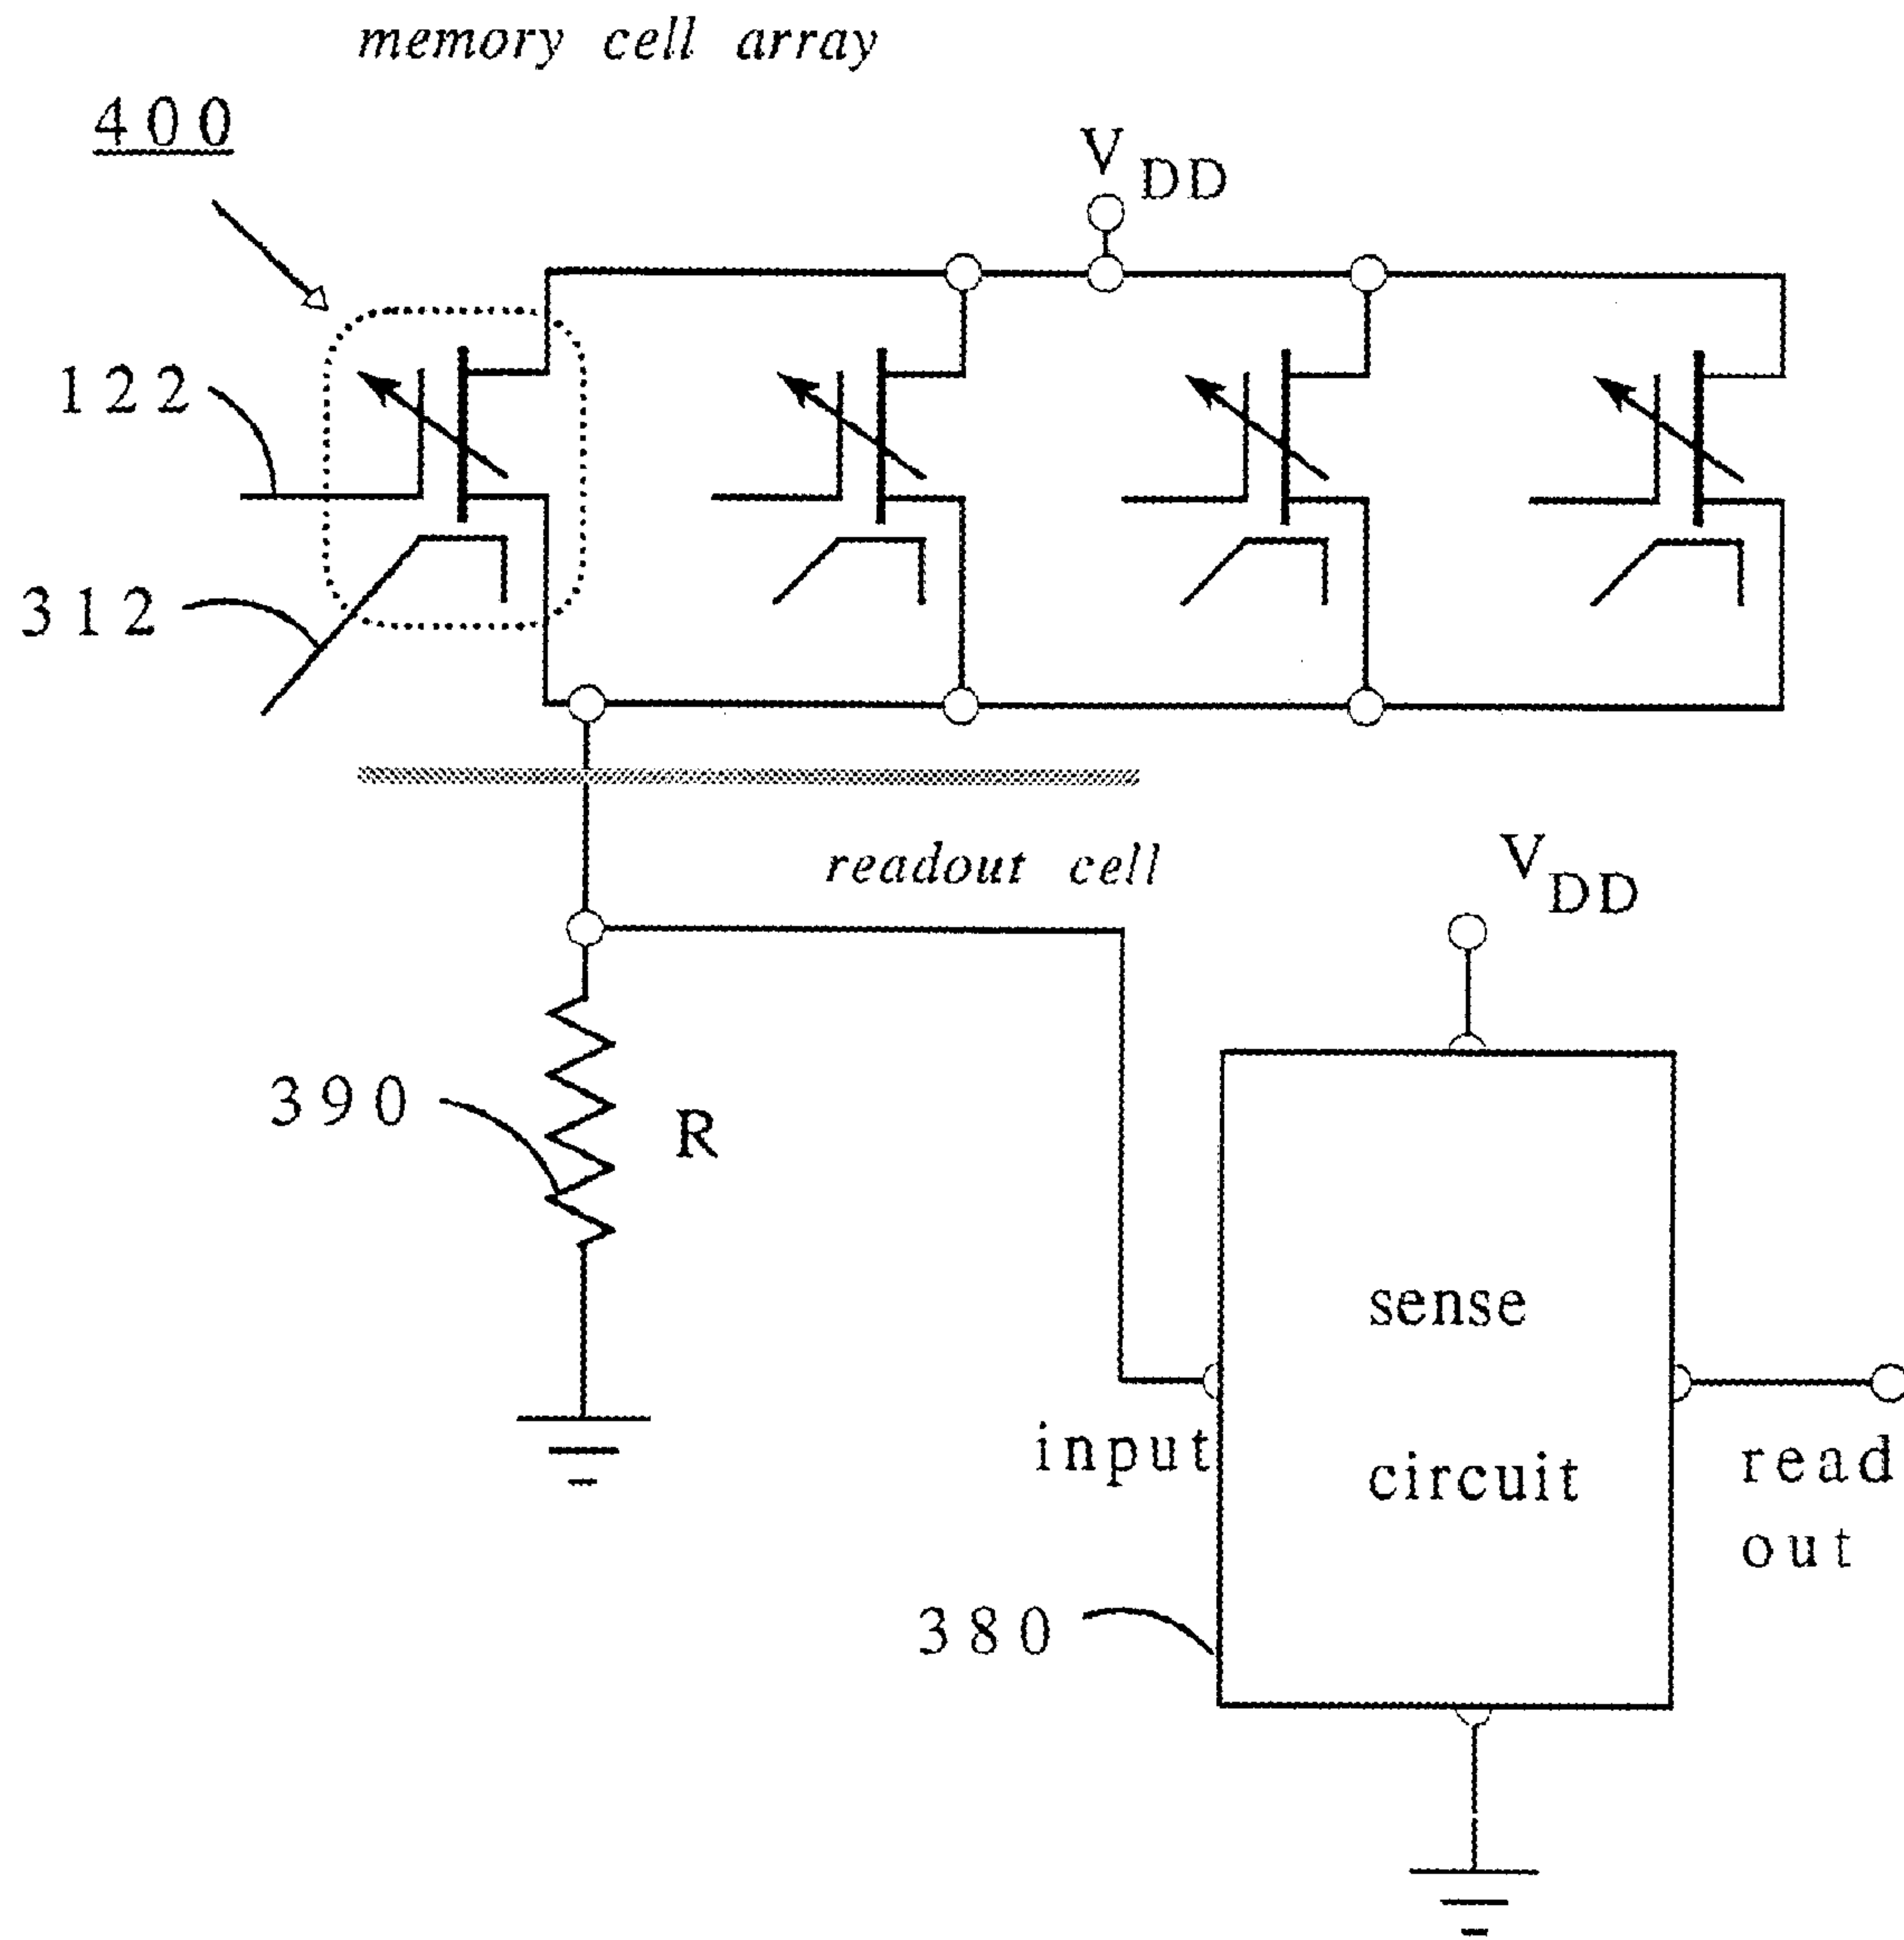 memory cell array
400
V DD
122
312
readout cell
V DD
390
R
sense
circuit
input
read
out
380